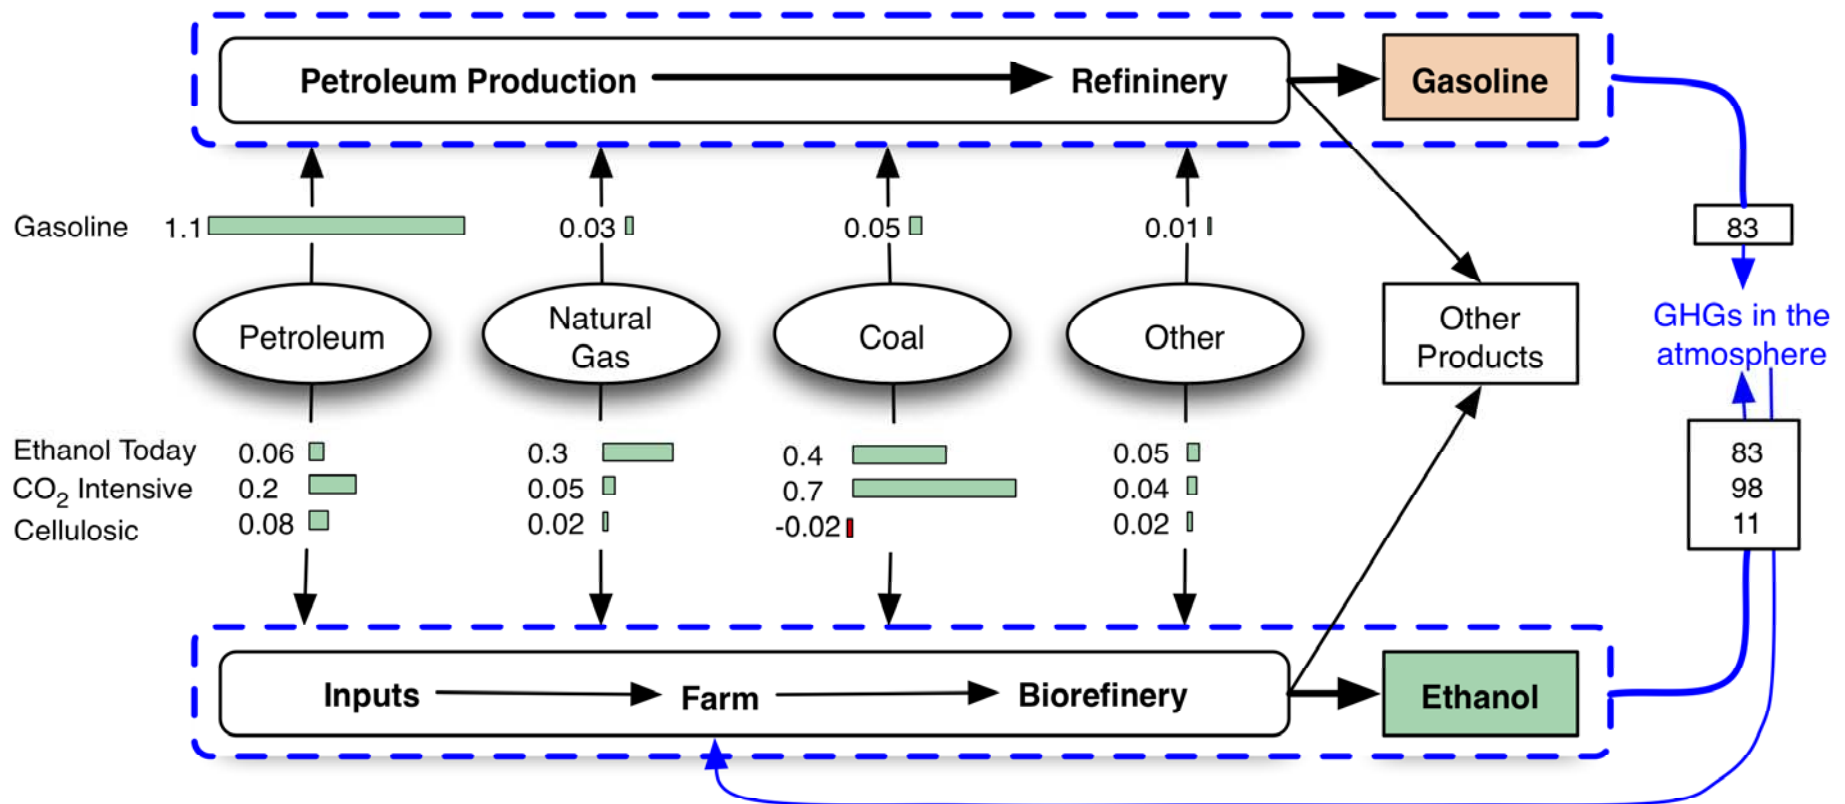 Petroleum Production
Refininery
Gasoline
Gasoline 1.1 0.03 0.05 0.01
83
Petroleum
Natural
Gas
Coal
Other
Other
Products
GHGs in the
atmosphere
Ethanol Today 0.06 0.3 0.4 0.05
CO2 Intensive 0.2 0.05 0.7 0.04
Cellulosic 0.08 0.02 -0.02 0.02
83
98
11
Inputs
Farm
Biorefinery
Ethanol